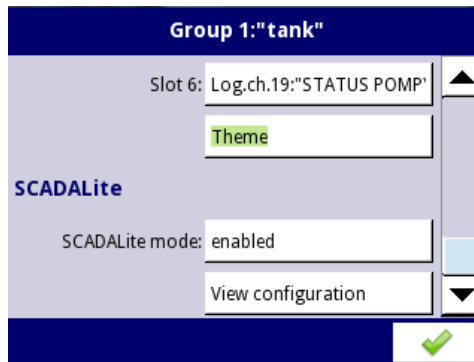 Group 1:"tank"
Slot 6: Log.ch.19:"STATUS POMP'
Theme
SCADALite
SCADALite mode: enabled
View configuration